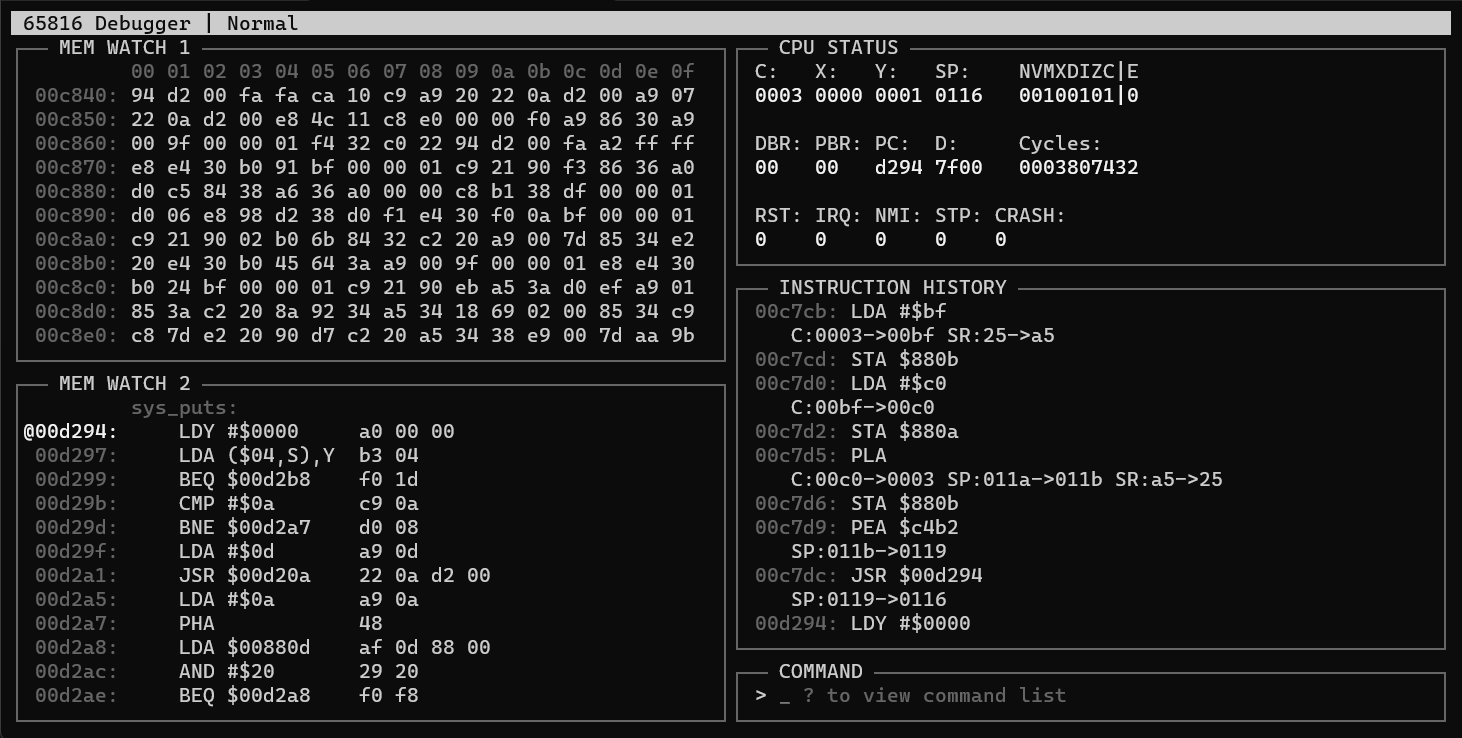 65816 Debugger | Normal
MEM WATCH 1
00 01 02 03 04 05 06 07 08 09 0a 0b 0c 0d 0e 0f
00c840: 94 d2 00 fa fa ca 10 c9 a9 20 22 0a d2 00 a9 07
00c850: 22 0a d2 00 e8 4c 11 c8 e0 00 00 f0 a9 86 30 a9
00c860: 00 9f 00 00 01 f4 32 c0 22 94 d2 00 fa a2 ff ff
00c870: e8 e4 30 b0 91 bf 00 00 01 c9 21 90 f3 86 36 a0
00c880: d0 c5 84 38 a6 36 a0 00 00 c8 b1 38 df 00 00 01
00c890: d0 06 e8 98 d2 38 d0 f1 e4 30 f0 0a bf 00 00 01
00c8a0: c9 21 90 02 b0 6b 84 32 c2 20 a9 00 7d 85 34 e2
00c8b0: 20 e4 30 b0 45 64 3a a9 00 9f 00 00 01 e8 e4 30
00c8c0: b0 24 bf 00 00 01 c9 21 90 eb a5 3a d0 ef a9 01
00c8d0: 85 3a c2 20 8a 92 34 a5 34 18 69 02 00 85 34 c9
00c8e0: c8 7d e2 20 90 d7 c2 20 a5 34 38 e9 00 7d aa 9b
MEM WATCH 2
sys_puts:
@00d294: LDY #$0000 a0 00 00
00d297: LDA ($04,S),Y b3 04
00d299: BEQ $00d2b8 f0 1d
00d29b: CMP #$0a c9 0a
00d29d: BNE $00d2a7 d0 08
00d29f: LDA #$0d a9 0d
00d2a1: JSR $00d20a 22 0a d2 00
00d2a5: LDA #$0a a9 0a
00d2a7: PHA 48
00d2a8: LDA $00880d af 0d 88 00
00d2ac: AND #$20 29 20
00d2ae: BEQ $00d2a8 f0 f8
CPU STATUS
C: X: Y: SP: NVMXDIZC|E
0003 0000 0001 0116 00100101|0
DBR: PBR: PC: D: Cycles:
00 00 d294 7f00 0003807432
RST: IRQ: NMI: STP: CRASH:
0 0 0 0 0
INSTRUCTION HISTORY
00c7cb: LDA #$bf
C:0003->00bf SR:25->a5
00c7cd: STA $880b
00c7d0: LDA #$c0
C:00bf->00c0
00c7d2: STA $880a
00c7d5: PLA
C:00c0->0003 SP:011a->011b SR:a5->25
00c7d6: STA $880b
00c7d9: PEA $c4b2
SP:011b->0119
00c7dc: JSR $00d294
SP:0119->0116
00d294: LDY #$0000
COMMAND
> _ ? to view command list